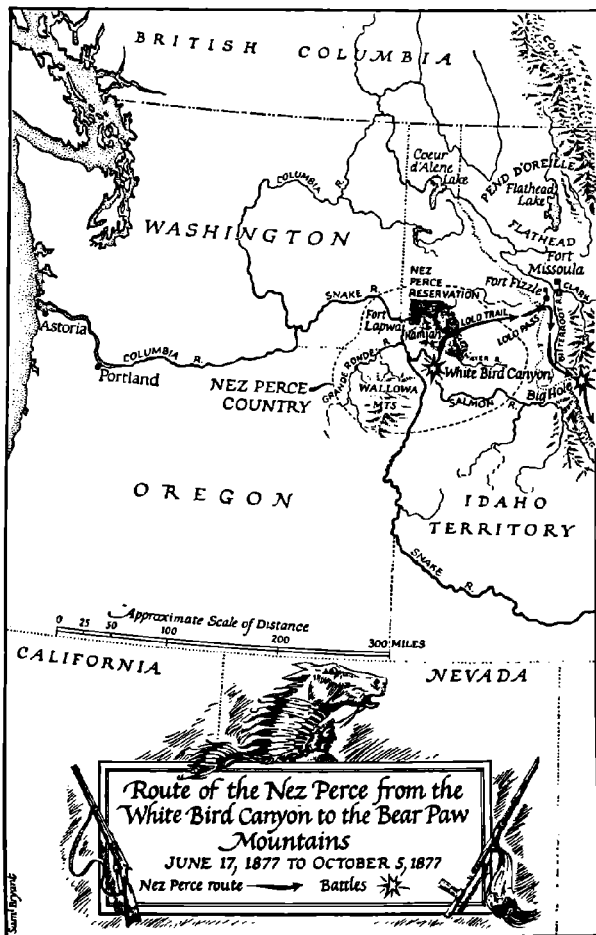 BRITISH COLUMBIA
COLUMBIA R.
Coeur
d'Alene
Lake
PEND D'OREILLE
Flathead
Lake
FLATHEAD
WASHINGTON
Fort
Missoula
NEZ
PERCE
RESERVATION
Fort Fizzle
CLARK
SNAKE R.
Fort
Lapwai
Kamiah
LOLO TRAIL
LOLO PASS
BITTERROOT
Astoria
COLUMBIA R.
Portland
GRANDE RONDE R.
White Bird Canyon
NEZ PERCE
COUNTRY
WALLOWA
MTS
SALMON R.
Big Hole
OREGON
IDAHO
TERRITORY
SNAKE R.
Approximate Scale of Distance
0 25 50 100 200 300 MILES
CALIFORNIA
NEVADA
Route of the Nez Perce from the
White Bird Canyon to the Bear Paw
Mountains
JUNE 17, 1877 TO OCTOBER 5, 1877
Nez Perce route Battles
Sam Bryant